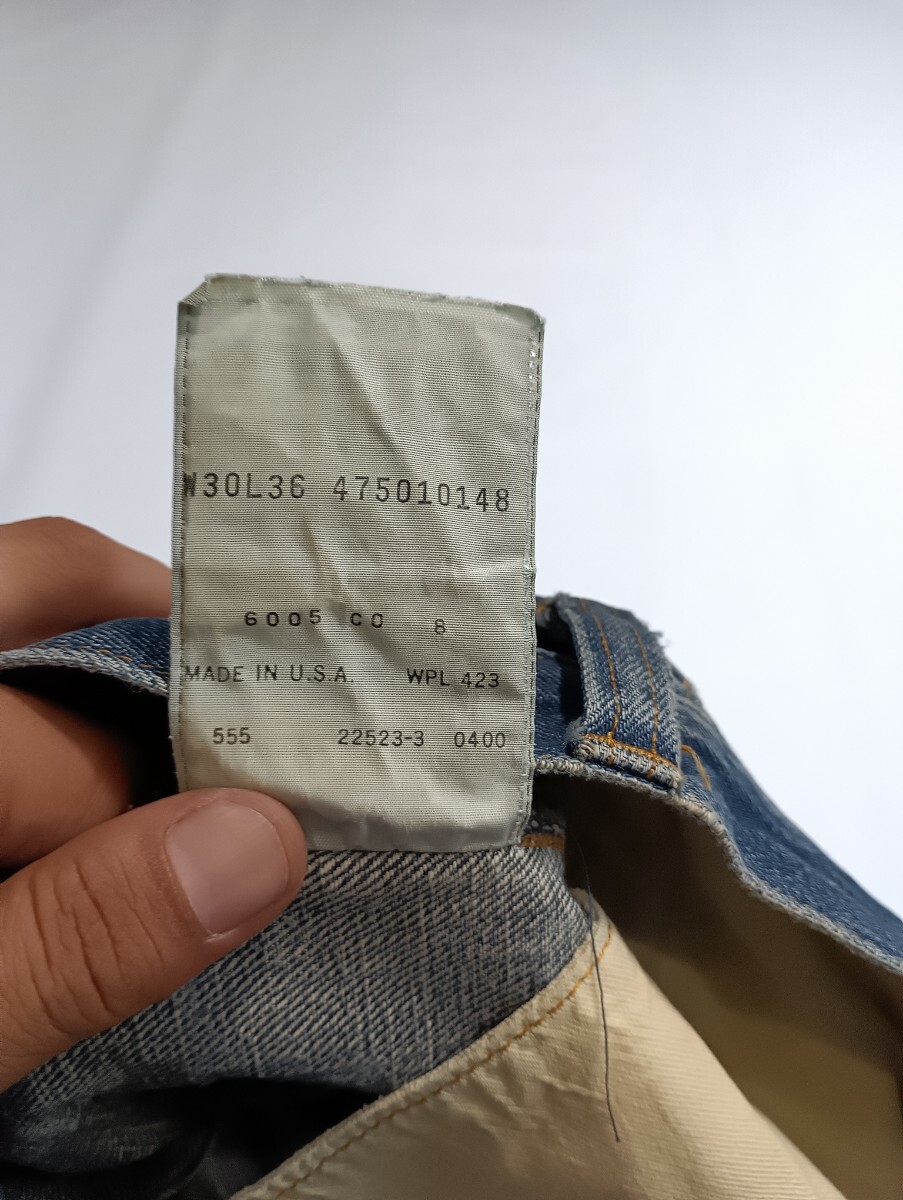 W30L36 475010148
6005 CO 8
MADE IN U.S.A. WPL 423
555 22523-3 0400